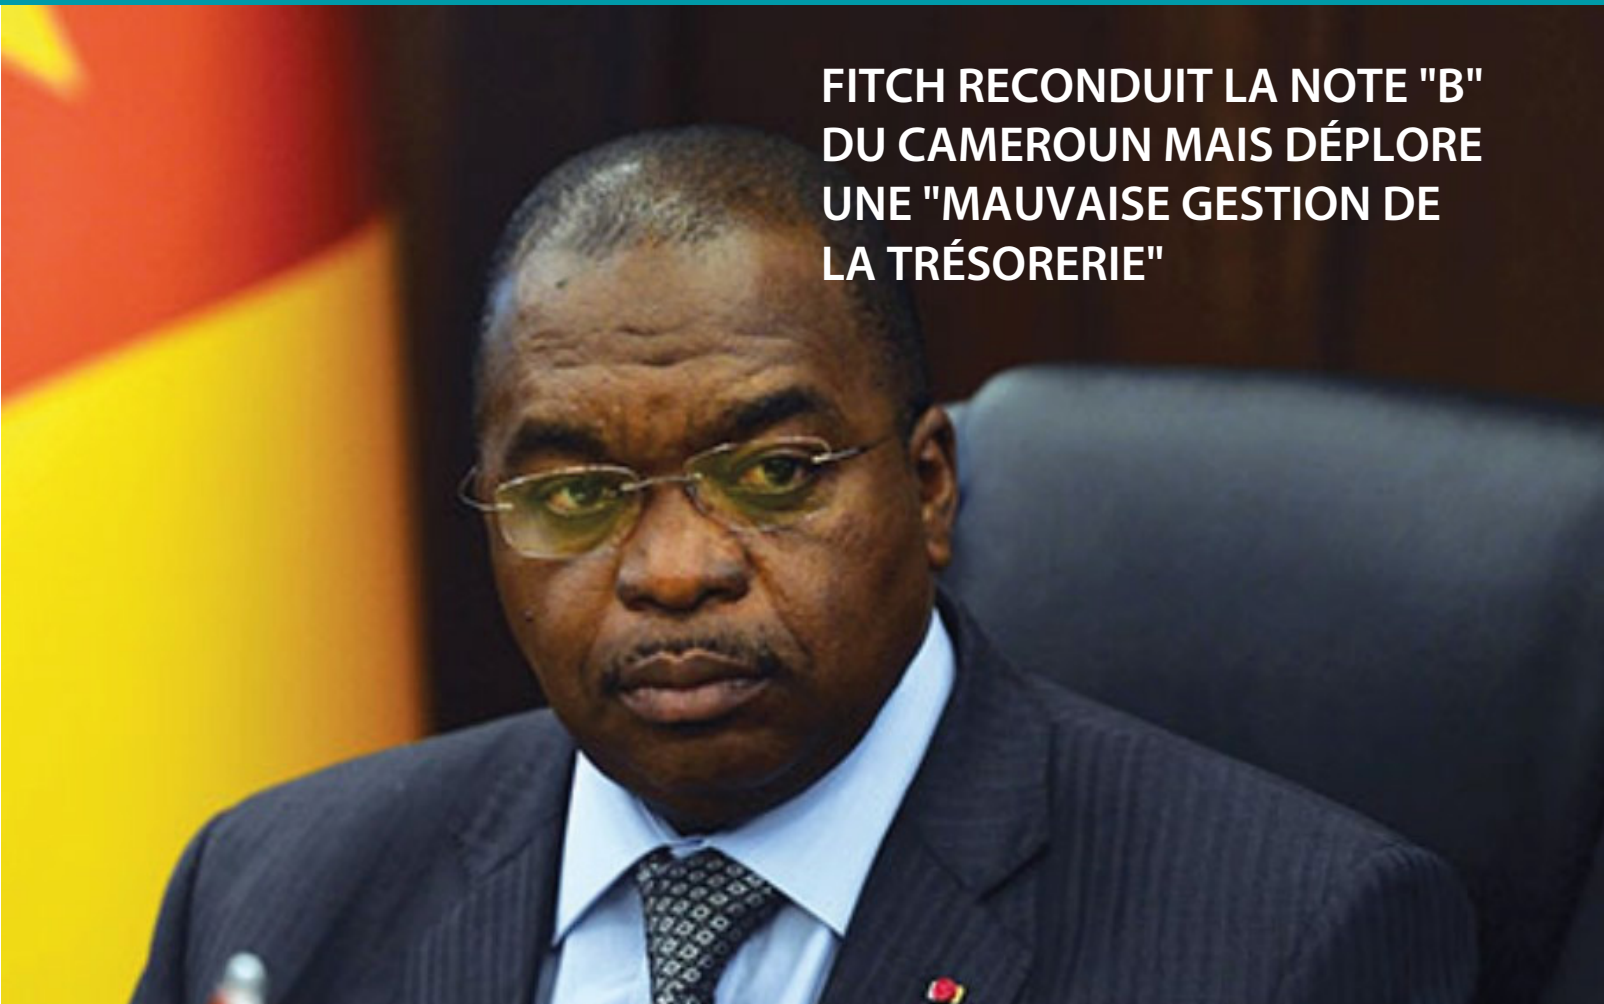 FITCH RECONDUIT LA NOTE "B"
DU CAMEROUN MAIS DÉPLORE
UNE "MAUVAISE GESTION DE
LA TRÉSORERIE"